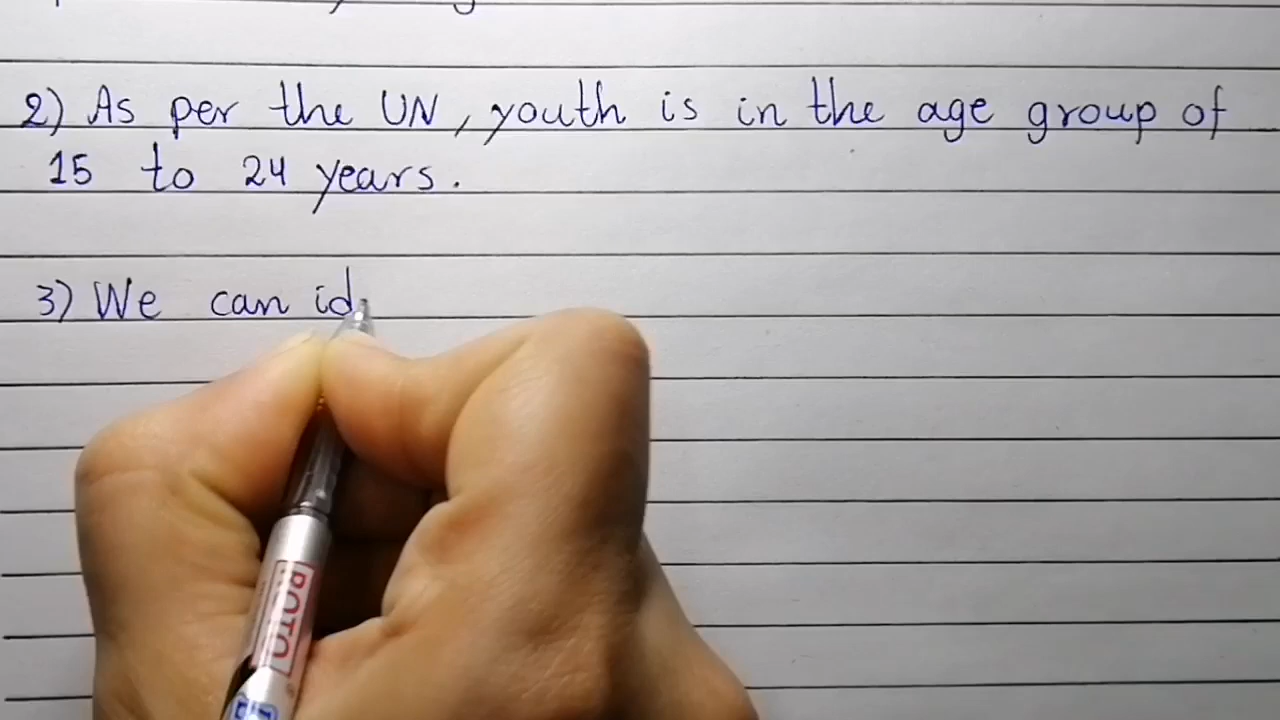 2) As per the UN, youth is in the age group of
15 to 24 years.
3) We can id
ROTO